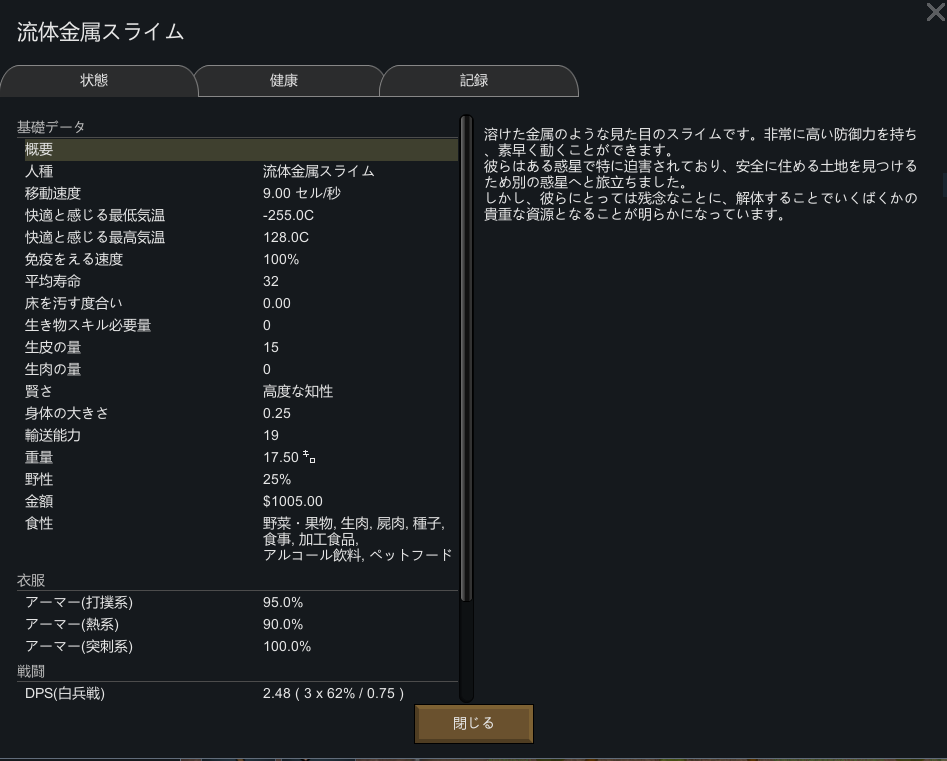 流体金属スライム
状態 健康 記録
基礎データ
概要
人種 流体金属スライム
移動速度 9.00 セル/秒
快適と感じる最低気温 -255.0C
快適と感じる最高気温 128.0C
免疫をえる速度 100%
平均寿命 32
床を汚す度合い 0.00
生き物スキル必要量 0
生皮の量 15
生肉の量 0
賢さ 高度な知性
身体の大きさ 0.25
輸送能力 19
重量 17.50 ㌔
野性 25%
金額 $1005.00
食性 野菜・果物, 生肉, 屍肉, 種子,
食事, 加工食品,
アルコール飲料, ペットフード
衣服
アーマー(打撲系) 95.0%
アーマー(熱系) 90.0%
アーマー(突刺系) 100.0%
戦闘
DPS(白兵戦) 2.48 ( 3 x 62% / 0.75 )
溶けた金属のような見た目のスライムです。非常に高い防御力を持ち
、素早く動くことができます。
彼らはある惑星で特に迫害されており、安全に住める土地を見つける
ため別の惑星へと旅立ちました。
しかし、彼らにとっては残念なことに、解体することでいくばくかの
貴重な資源となることが明らかになっています。
閉じる